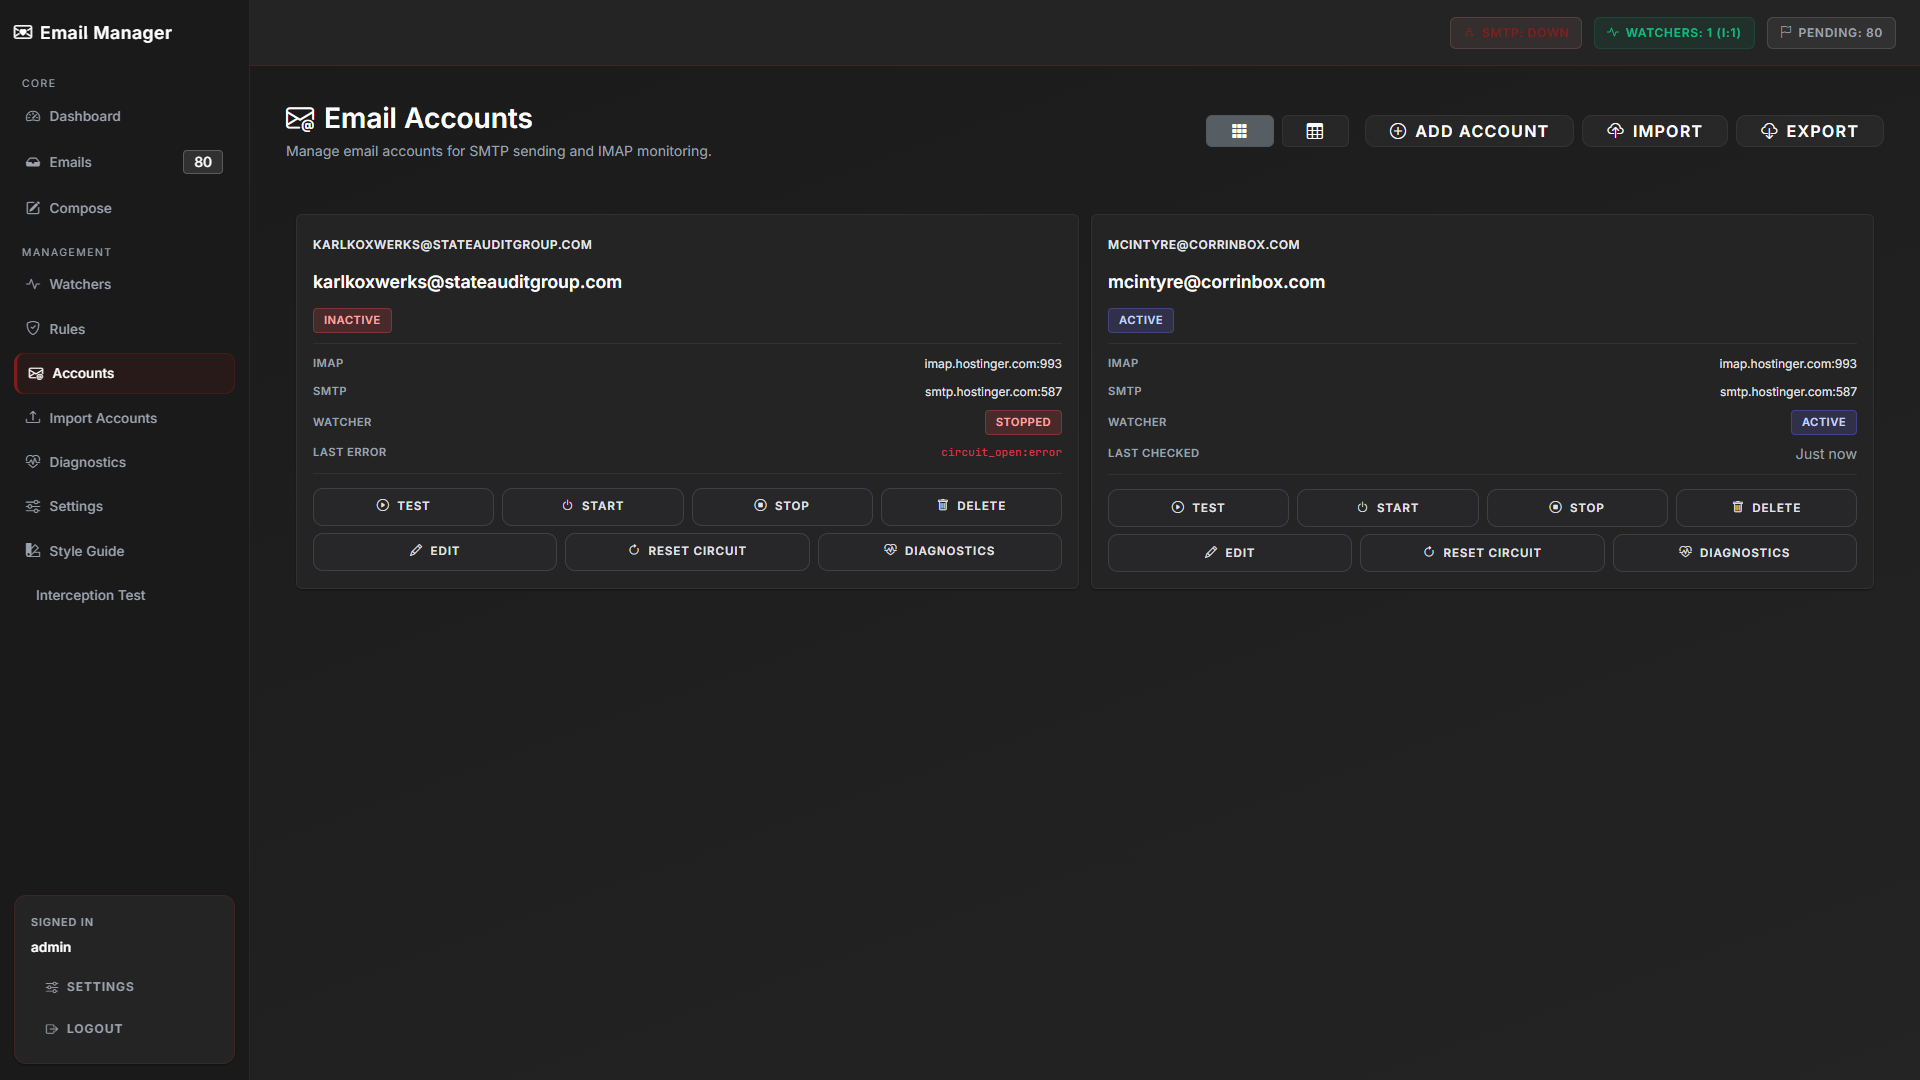 Email Manager
CORE
Dashboard
Emails 80
Compose
MANAGEMENT
Watchers
Rules
Accounts
Import Accounts
Diagnostics
Settings
Style Guide
Interception Test
SIGNED IN
admin
SETTINGS
LOGOUT
SMTP: DOWN WATCHERS: 1 (I:1) PENDING: 80
Email Accounts
Manage email accounts for SMTP sending and IMAP monitoring.
ADD ACCOUNT IMPORT EXPORT
KARLKOXWERKS@STATEAUDITGROUP.COM
karlkoxwerks@stateauditgroup.com
INACTIVE
IMAP imap.hostinger.com:993
SMTP smtp.hostinger.com:587
WATCHER STOPPED
LAST ERROR circuit_open:error
TEST START STOP DELETE
EDIT RESET CIRCUIT DIAGNOSTICS
MCINTYRE@CORRINBOX.COM
mcintyre@corrinbox.com
ACTIVE
IMAP imap.hostinger.com:993
SMTP smtp.hostinger.com:587
WATCHER ACTIVE
LAST CHECKED Just now
TEST START STOP DELETE
EDIT RESET CIRCUIT DIAGNOSTICS